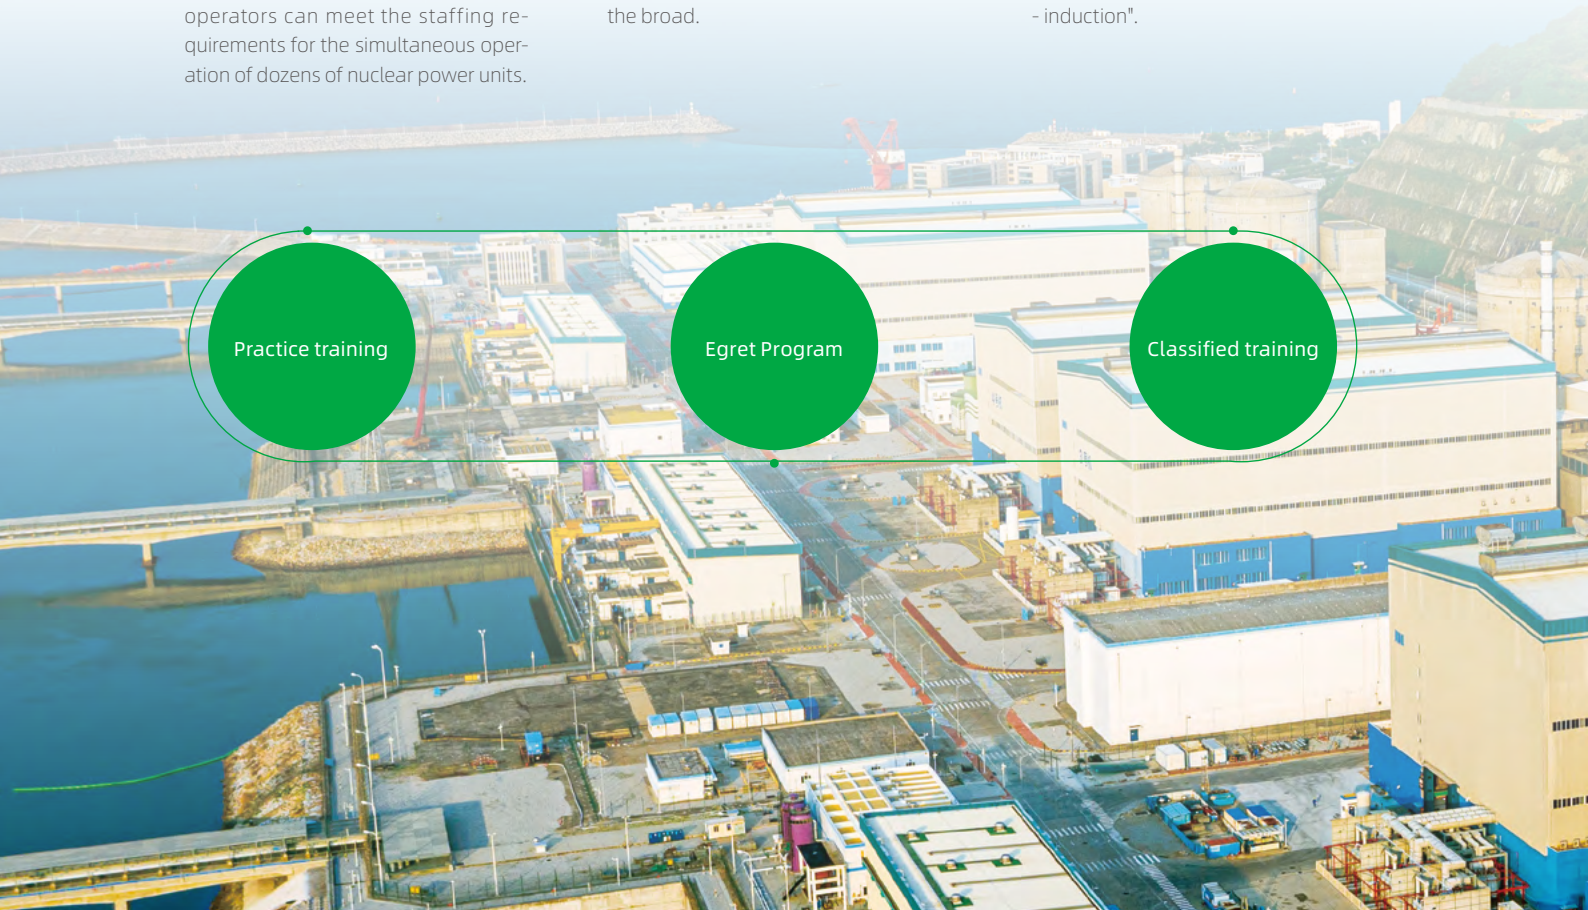 operators can meet the staffing re-
quirements for the simultaneous oper-
ation of dozens of nuclear power units.
the broad.
- induction".
Practice training
Egret Program
Classified training